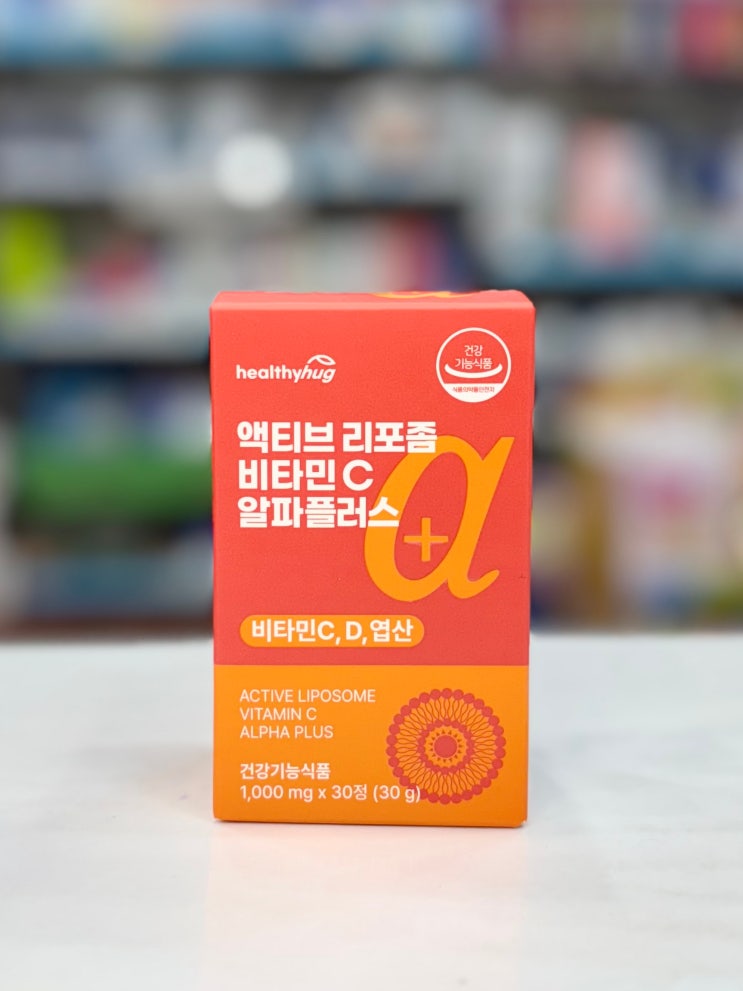 healthyhug
건강
기능식품
식품의약품안전처
액티브 리포좀
비타민 C
알파플러스
α
+
비타민C, D, 엽산
ACTIVE LIPOSOME
VITAMIN C
ALPHA PLUS
건강기능식품
1,000 mg x 30정 (30 g)